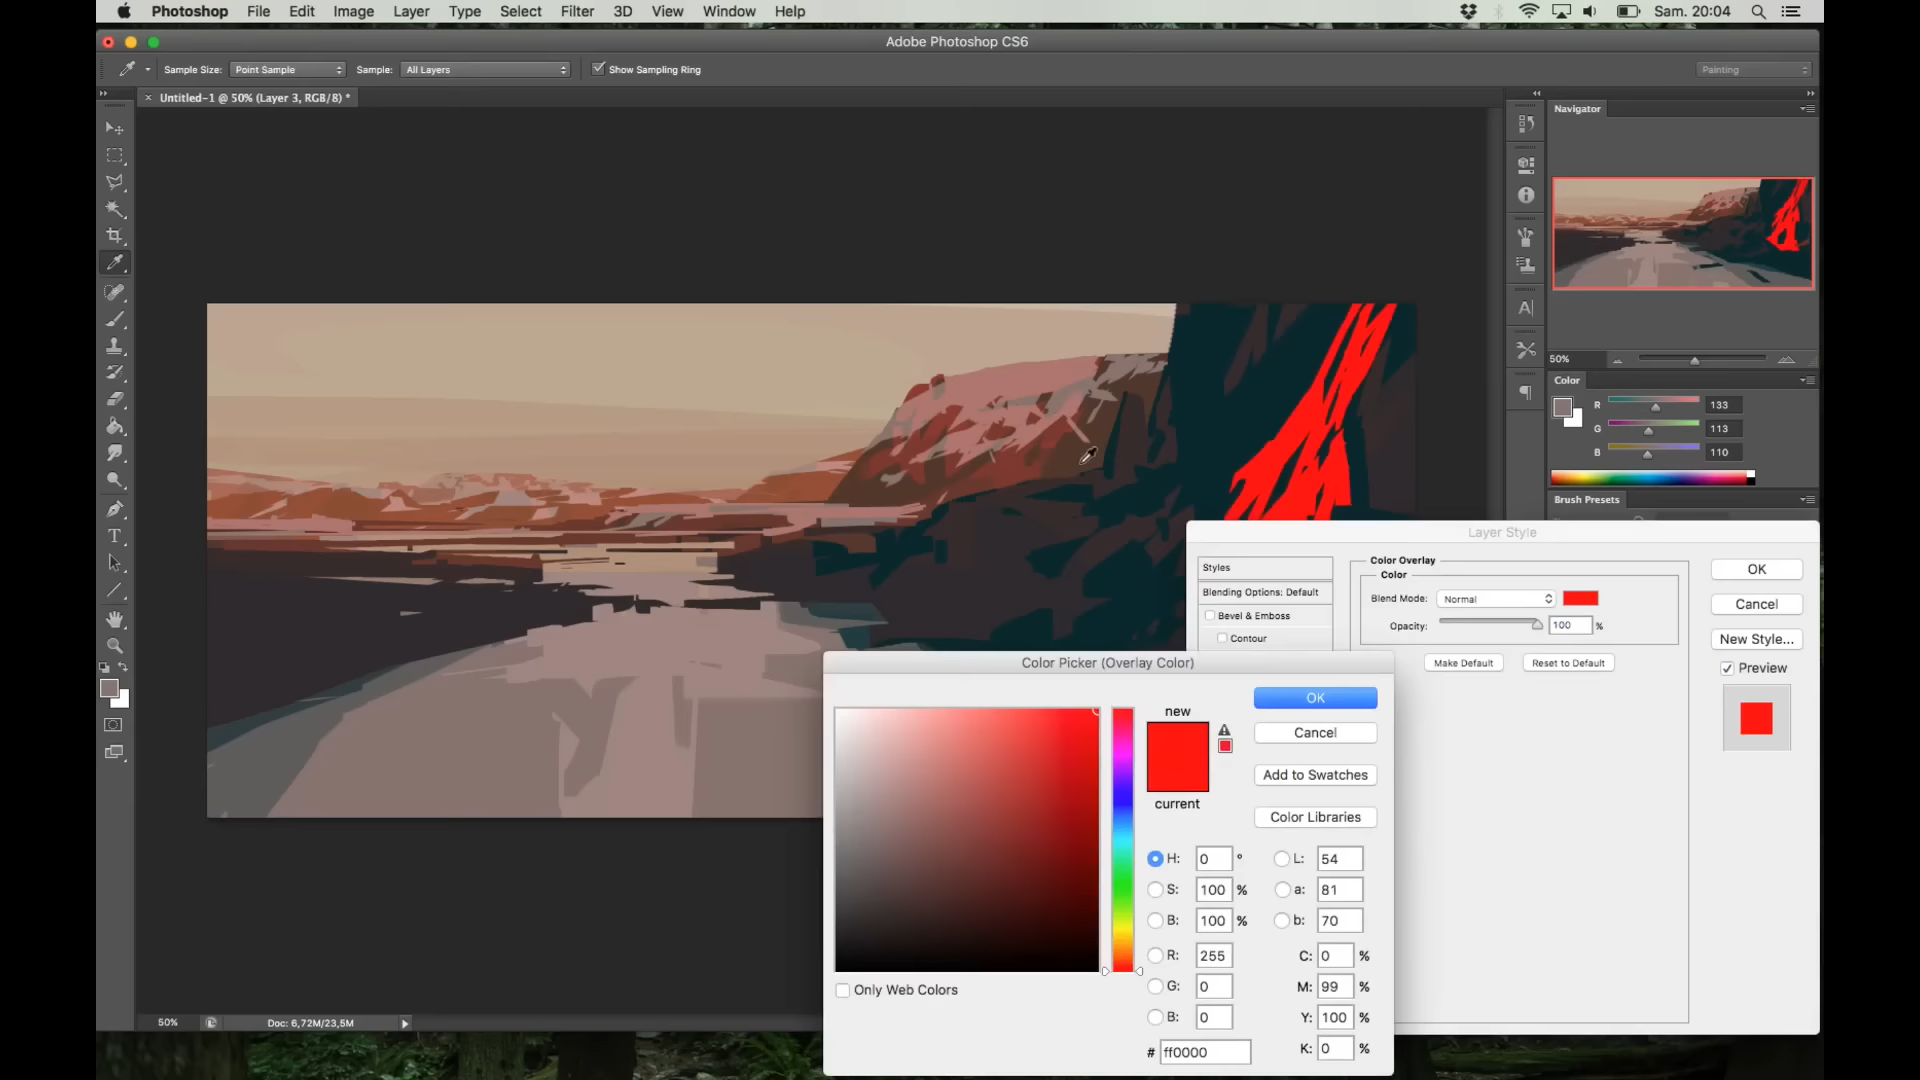 Photoshop File Edit Image Layer Type Select Filter 3D View Window Help Sam. 20:04
Adobe Photoshop CS6
Sample Size: Point Sample Sample: All Layers Show Sampling Ring Painting
× Untitled-1 @ 50% (Layer 3, RGB/8) *
Navigator
50%
Color
R 133
G 113
B 110
Brush Presets
Layer Style
Styles
Blending Options: Default
Bevel & Emboss
Contour
Color Overlay
Color
Blend Mode: Normal
Opacity: 100 %
Make Default Reset to Default
OK
Cancel
New Style...
Preview
Color Picker (Overlay Color)
new
current
OK
Cancel
Add to Swatches
Color Libraries
H: 0 ° L: 54
S: 100 % a: 81
B: 100 % b: 70
R: 255 C: 0 %
G: 0 M: 99 %
B: 0 Y: 100 %
# ff0000 K: 0 %
Only Web Colors
50% Doc: 6,72M/23,5M